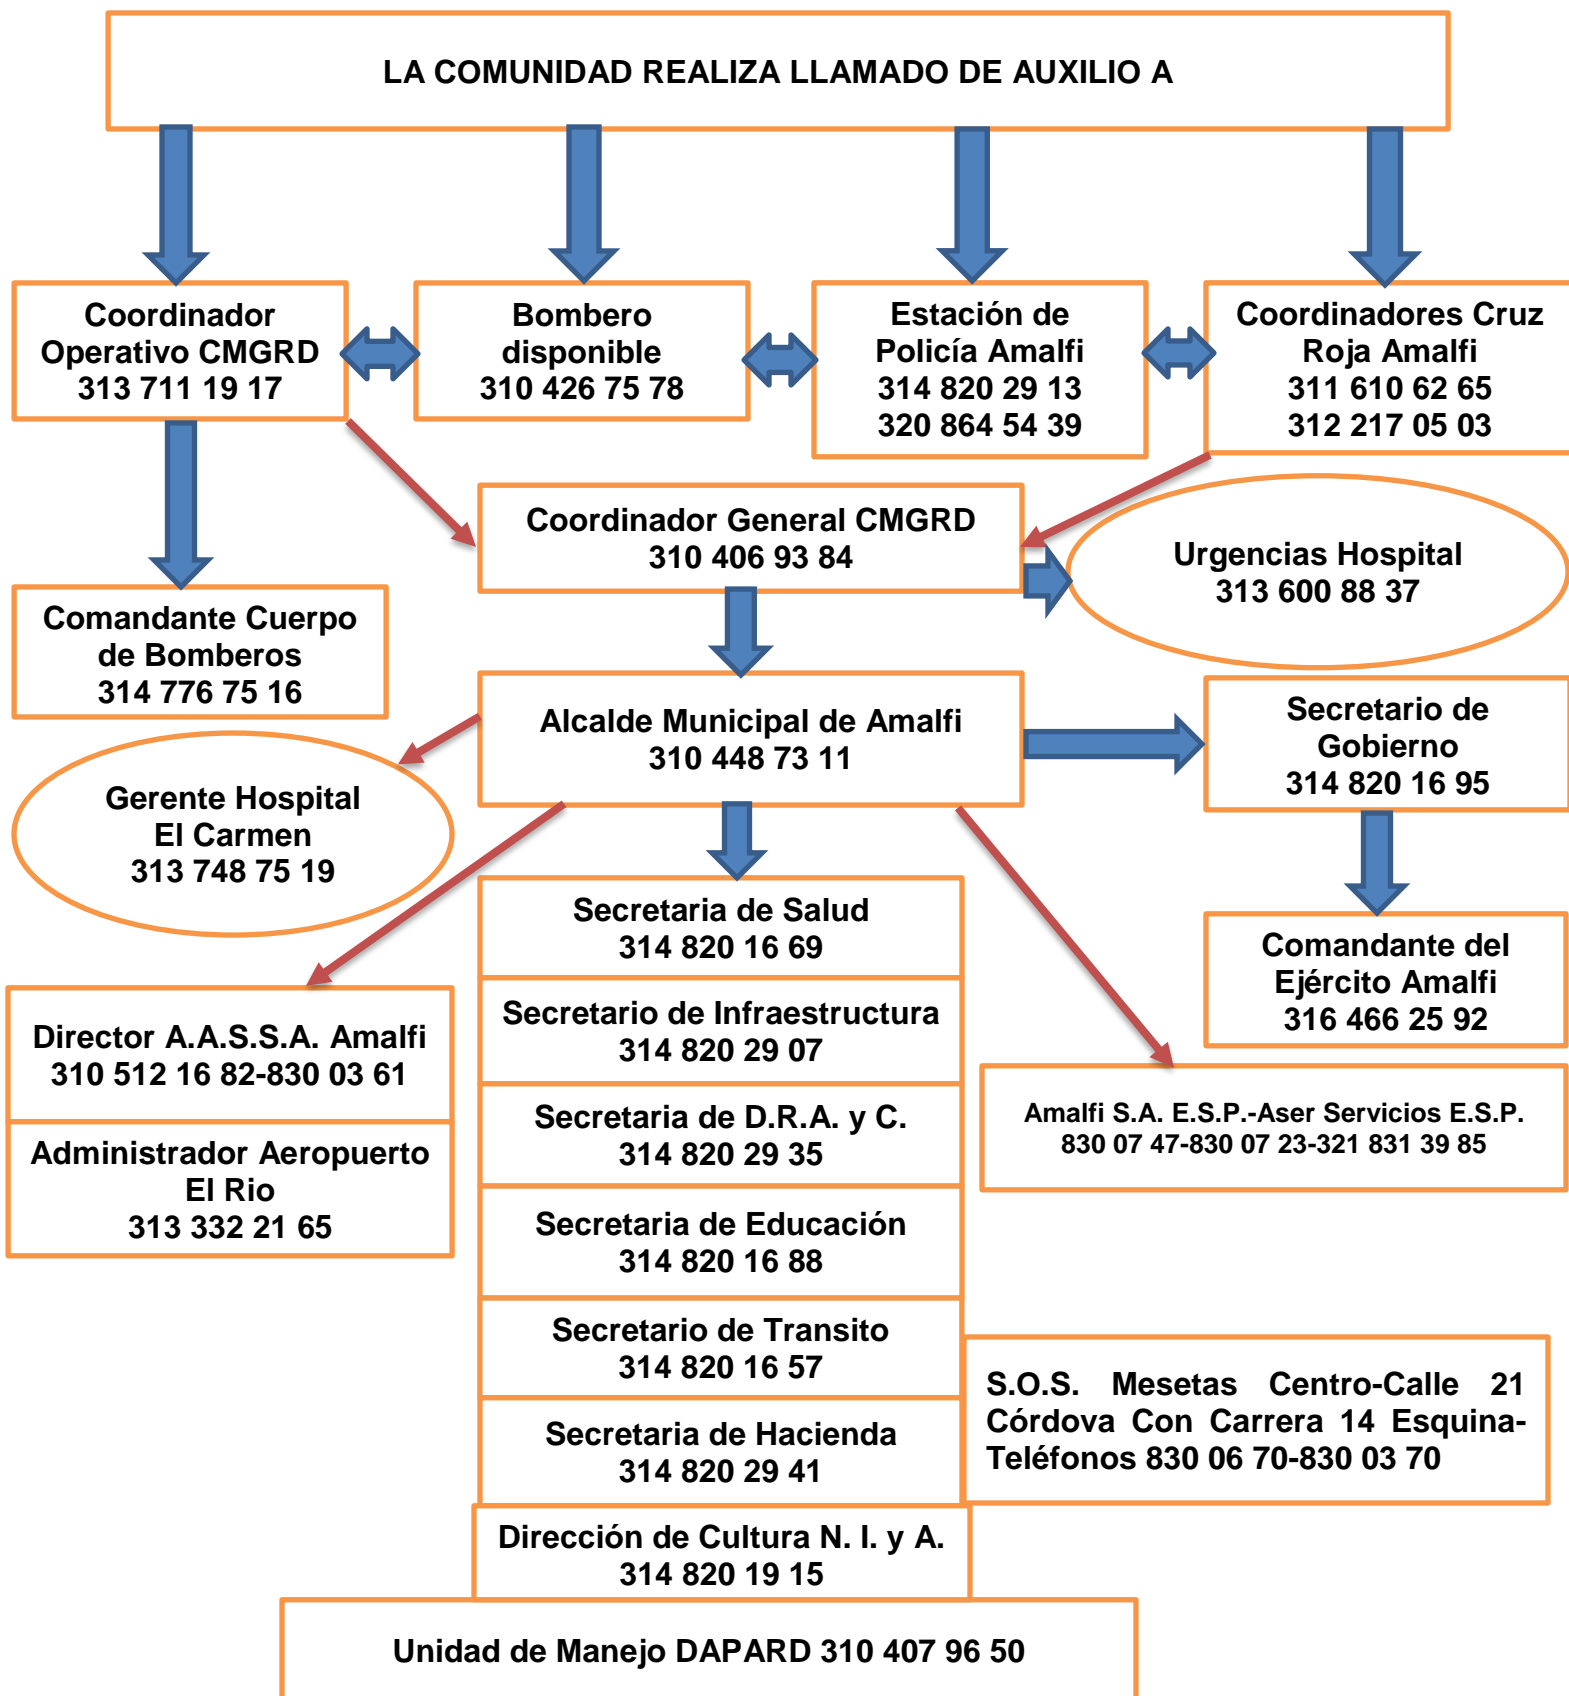 LA COMUNIDAD REALIZA LLAMADO DE AUXILIO A
Coordinador
Operativo CMGRD
313 711 19 17
Bombero
disponible
310 426 75 78
Estación de
Policía Amalfi
314 820 29 13
320 864 54 39
Coordinadores Cruz
Roja Amalfi
311 610 62 65
312 217 05 03
Coordinador General CMGRD
310 406 93 84
Urgencias Hospital
313 600 88 37
Comandante Cuerpo
de Bomberos
314 776 75 16
Alcalde Municipal de Amalfi
310 448 73 11
Secretario de
Gobierno
314 820 16 95
Gerente Hospital
El Carmen
313 748 75 19
Secretaria de Salud
314 820 16 69
Comandante del
Ejército Amalfi
316 466 25 92
Director A.A.S.S.A. Amalfi
310 512 16 82-830 03 61
Secretario de Infraestructura
314 820 29 07
Amalfi S.A. E.S.P.-Aser Servicios E.S.P.
830 07 47-830 07 23-321 831 39 85
Secretaria de D.R.A. y C.
314 820 29 35
Administrador Aeropuerto
El Rio
313 332 21 65
Secretaria de Educación
314 820 16 88
Secretario de Transito
314 820 16 57
S.O.S. Mesetas Centro-Calle 21
Córdova Con Carrera 14 Esquina-
Teléfonos 830 06 70-830 03 70
Secretaria de Hacienda
314 820 29 41
Dirección de Cultura N. I. y A.
314 820 19 15
Unidad de Manejo DAPARD 310 407 96 50